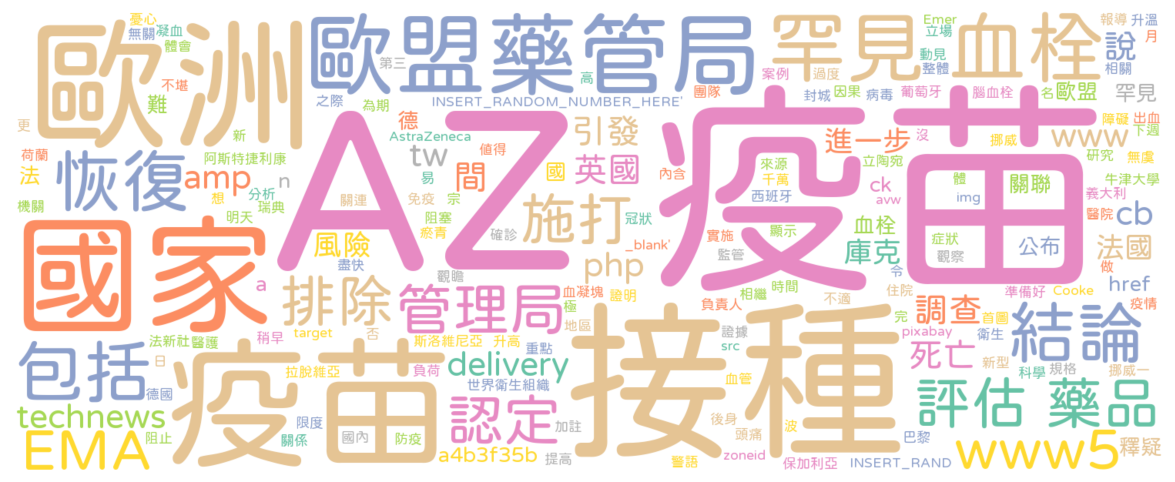 歐洲
歐盟藥管局
罕見血栓
AZ疫苗
國家
疫苗
接種
憂心
無關
凝血
體會
不堪
難
更
新
荷蘭
法
阿斯特捷利康
恢復
amp
n
機關
想
分析
明天
瑞典
a
之際
第三
高
團隊
INSERT_RANDOM_NUMBER_HERE'
AstraZeneca
德
為期
值得
引發
tw
間
易
國
英國
宗
關連
免疫
阻塞
瘀青
施打
冠狀
確診
_blank'
風險
盡快
觀瞻
php
排除
管理局
血凝塊
極
詭明
地區
案例
過度
封城
因果
病毒
葡萄牙
腦血栓
名
歐盟
Emer
立場
動見
整體
說
報導
升溫
月
相關
罕見
障礙
出血
下週
進一步
沒
挪威
www
研究
無虞
來源
千萬
內含
立陶宛
西班牙
ck
avw
體
img
關聯
牛津大學
義大利
醫院
cb
血栓
症狀
觀察
公布
法國
做
實施
顯示
監管
庫克
令
住院
準備好
Cooke
href
疫情
相繼
時間
負責人
不適
完
調查
首圖
衛生
結論
pixabay
死亡
新型
科學
規格
挪威一
證據
src
血管
稍早
target
否
法新社
醫護
日
包括
德國
拉脫維亞
斯洛維尼亞
升高
重點
負荷
delivery
世界衛生組織
technews
EMA
阻止
限度
關係
國內
防疫
認定
加註
a4b3f35b
提高
後身
頭痛
波
警語
zoneid
保加利亞
巴黎
INSERT_RAND
評估
藥品
www5
釋疑